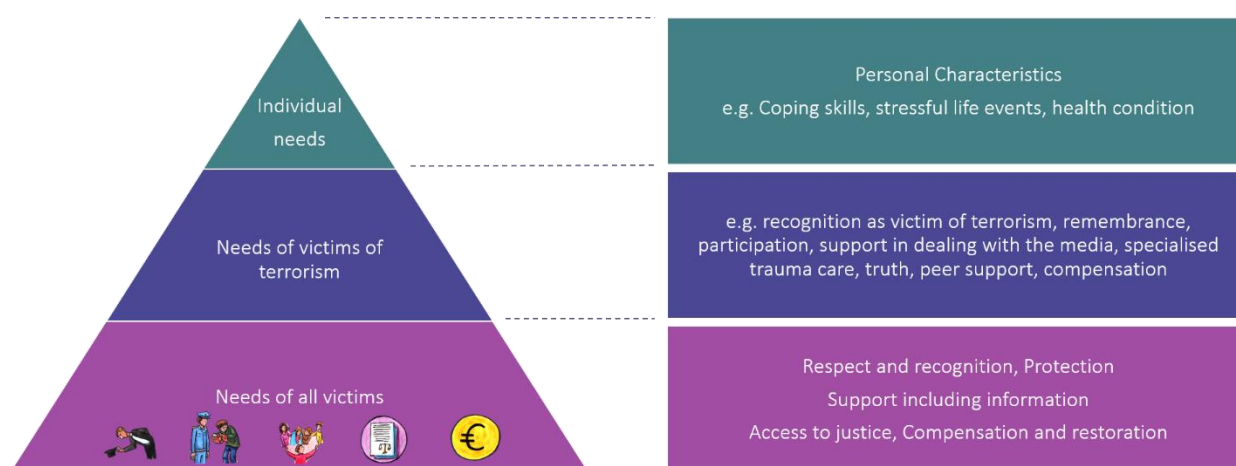 Individual
needs
Personal Characteristics
e.g. Coping skills, stressful life events, health condition
Needs of victims of
terrorism
e.g. recognition as victim of terrorism, remembrance,
participation, support in dealing with the media, specialised
trauma care, truth, peer support, compensation
Needs of all victims
€
Respect and recognition, Protection
Support including information
Access to justice, Compensation and restoration